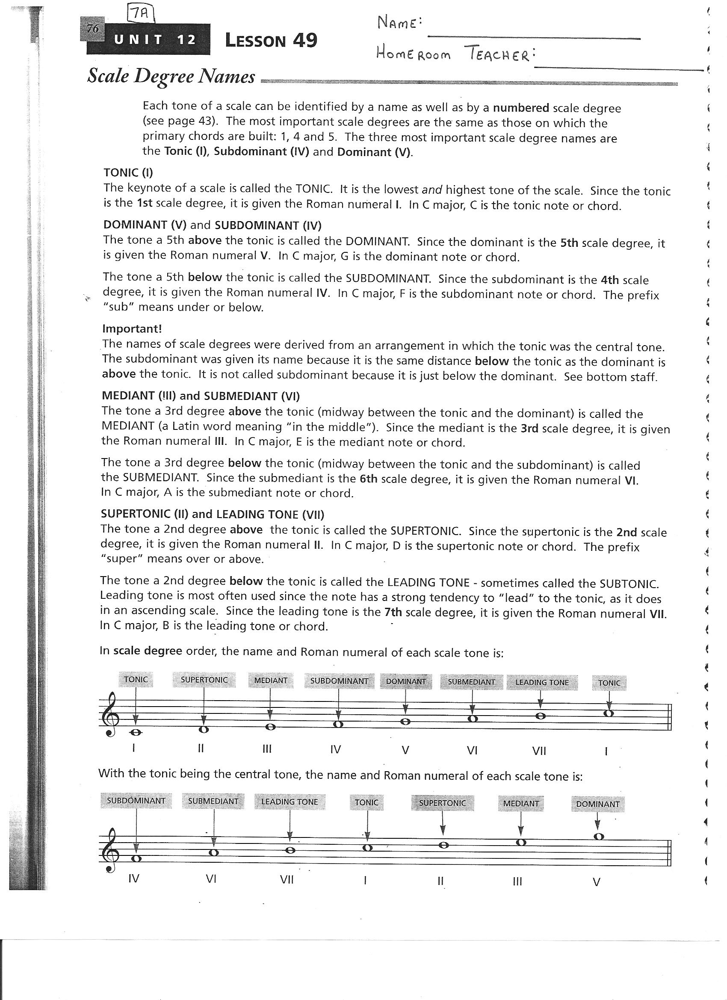 7A
76
UNIT 12 LESSON 49
NAME:
HOMEROOM TEACHER:
Scale Degree Names
Each tone of a scale can be identified by a name as well as by a numbered scale degree
(see page 43). The most important scale degrees are the same as those on which the
primary chords are built: 1, 4 and 5. The three most important scale degree names are
the Tonic (I), Subdominant (IV) and Dominant (V).
TONIC (I)
The keynote of a scale is called the TONIC. It is the lowest and highest tone of the scale. Since the tonic
is the 1st scale degree, it is given the Roman numeral I. In C major, C is the tonic note or chord.
DOMINANT (V) and SUBDOMINANT (IV)
The tone a 5th above the tonic is called the DOMINANT. Since the dominant is the 5th scale degree, it
is given the Roman numeral V. In C major, G is the dominant note or chord.
The tone a 5th below the tonic is called the SUBDOMINANT. Since the subdominant is the 4th scale
degree, it is given the Roman numeral IV. In C major, F is the subdominant note or chord. The prefix
"sub" means under or below.
Important!
The names of scale degrees were derived from an arrangement in which the tonic was the central tone.
The subdominant was given its name because it is the same distance below the tonic as the dominant is
above the tonic. It is not called subdominant because it is just below the dominant. See bottom staff.
MEDIANT (III) and SUBMEDIANT (VI)
The tone a 3rd degree above the tonic (midway between the tonic and the dominant) is called the
MEDIANT (a Latin word meaning "in the middle"). Since the mediant is the 3rd scale degree, it is given
the Roman numeral III. In C major, E is the mediant note or chord.
The tone a 3rd degree below the tonic (midway between the tonic and the subdominant) is called
the SUBMEDIANT. Since the submediant is the 6th scale degree, it is given the Roman numeral VI.
In C major, A is the submediant note or chord.
SUPERTONIC (II) and LEADING TONE (VII)
The tone a 2nd degree above the tonic is called the SUPERTONIC. Since the supertonic is the 2nd scale
degree, it is given the Roman numeral II. In C major, D is the supertonic note or chord. The prefix
"super" means over or above.
The tone a 2nd degree below the tonic is called the LEADING TONE - sometimes called the SUBTONIC.
Leading tone is most often used since the note has a strong tendency to "lead" to the tonic, as it does
in an ascending scale. Since the leading tone is the 7th scale degree, it is given the Roman numeral VII.
In C major, B is the leading tone or chord.
In scale degree order, the name and Roman numeral of each scale tone is:
TONIC SUPERTONIC MEDIANT SUBDOMINANT DOMINANT SUBMEDIANT LEADING TONE TONIC
I II III IV V VI VII I
With the tonic being the central tone, the name and Roman numeral of each scale tone is:
SUBDOMINANT SUBMEDIANT LEADING TONE TONIC SUPERTONIC MEDIANT DOMINANT
IV VI VII I II III V